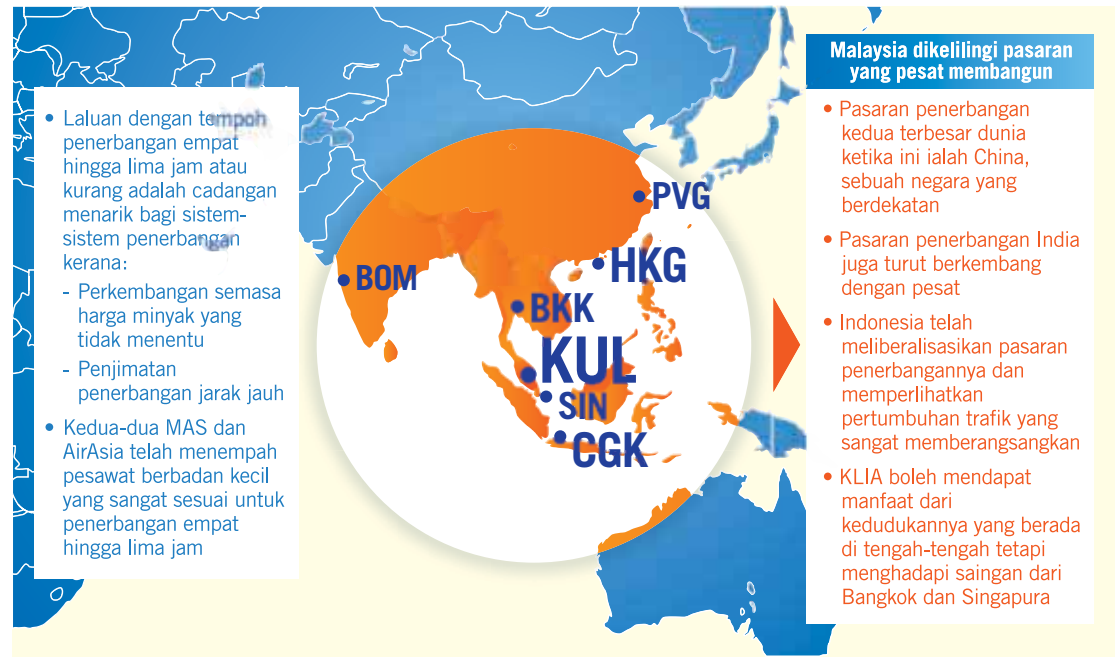 • Laluan dengan tempoh
penerbangan empat
hingga lima jam atau
kurang adalah cadangan
menarik bagi sistem-
sistem penerbangan
kerana:
- Perkembangan semasa
harga minyak yang
tidak menentu
- Penjimatan
penerbangan jarak jauh
• Kedua-dua MAS dan
AirAsia telah menempah
pesawat berbadan kecil
yang sangat sesuai untuk
penerbangan empat
hingga lima jam
PVG
HKG
BOM
BKK
KUL
SIN
CGK
Malaysia dikelilingi pasaran
yang pesat membangun
• Pasaran penerbangan
kedua terbesar dunia
ketika ini ialah China,
sebuah negara yang
berdekatan
• Pasaran penerbangan India
juga turut berkembang
dengan pesat
• Indonesia telah
meliberalisasikan pasaran
penerbangannya dan
memperlihatkan
pertumbuhan trafik yang
sangat memberangsangkan
• KLIA boleh mendapat
manfaat dari
kedudukannya yang berada
di tengah-tengah tetapi
menghadapi saingan dari
Bangkok dan Singapura